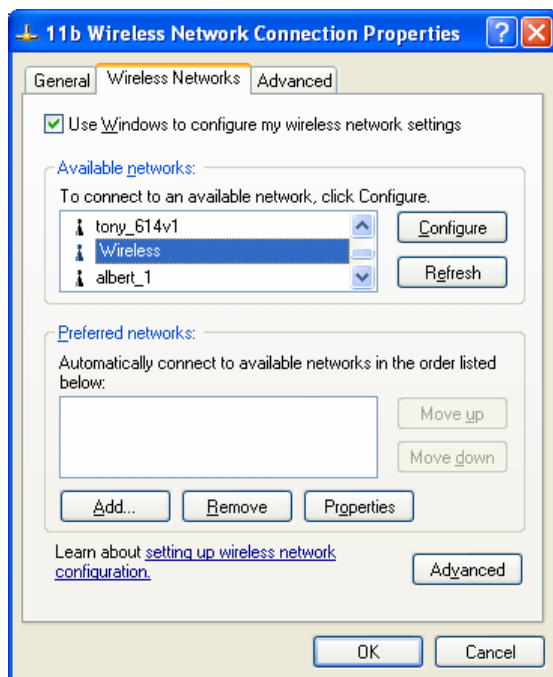 11b Wireless Network Connection Properties
General Wireless Networks Advanced
Use Windows to configure my wireless network settings
Available networks:
To connect to an available network, click Configure.
tony_614v1
Wireless
albert_1
Configure
Refresh
Preferred networks:
Automatically connect to available networks in the order listed
below:
Move up
Move down
Add... Remove Properties
Learn about setting up wireless network
configuration.
Advanced
OK Cancel